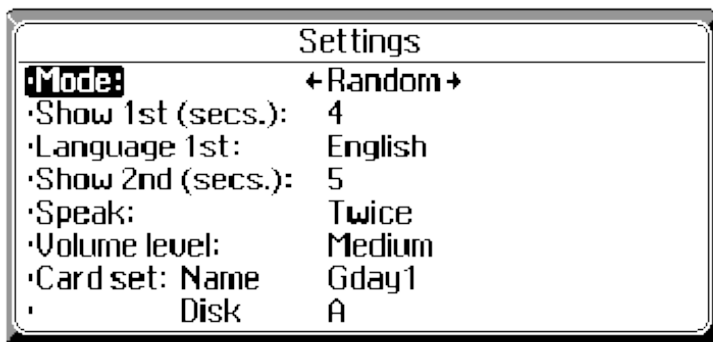 Settings
·Mode: ←Random→
·Show 1st (secs.): 4
·Language 1st: English
·Show 2nd (secs.): 5
·Speak: Twice
·Volume level: Medium
·Card set: Name Gday1
· Disk A